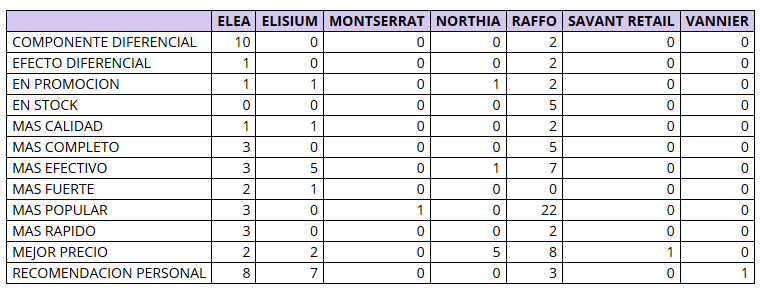 ELEA ELISIUM MONTSERRAT NORTHIA RAFFO SAVANT RETAIL VANNIER
COMPONENTE DIFERENCIAL 10 0 0 0 2 0 0
EFECTO DIFERENCIAL 1 0 0 0 2 0 0
EN PROMOCION 1 1 0 1 2 0 0
EN STOCK 0 0 0 0 5 0 0
MAS CALIDAD 1 1 0 0 2 0 0
MAS COMPLETO 3 0 0 0 5 0 0
MAS EFECTIVO 3 5 0 1 7 0 0
MAS FUERTE 2 1 0 0 0 0 0
MAS POPULAR 3 0 1 0 22 0 0
MAS RAPIDO 3 0 0 0 2 0 0
MEJOR PRECIO 2 2 0 5 8 1 0
RECOMENDACION PERSONAL 8 7 0 0 3 0 1